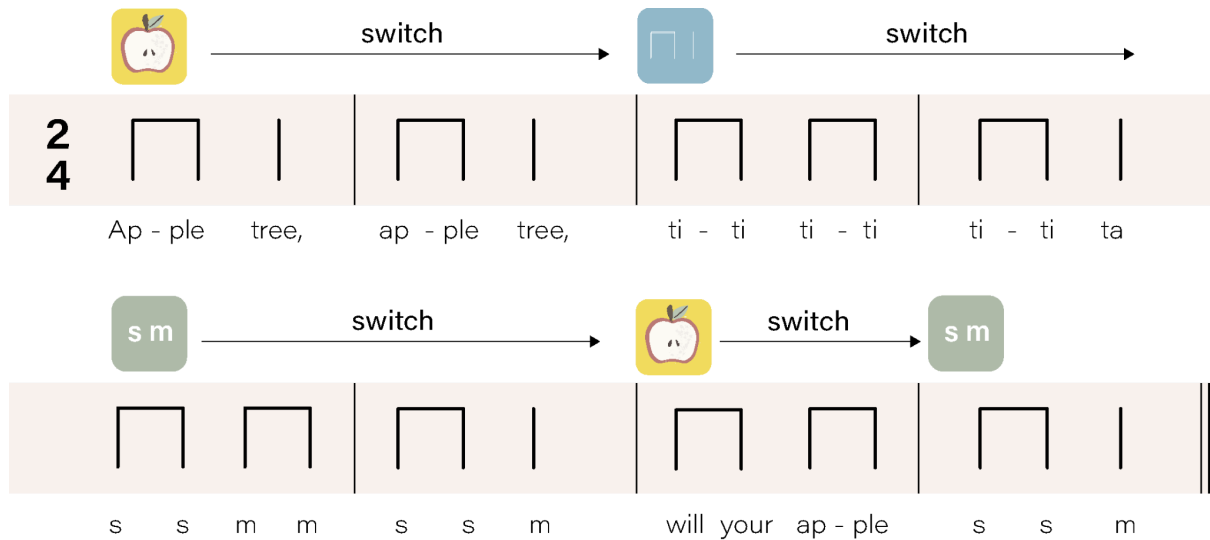 switch switch
2
4
Ap - ple tree, ap - ple tree, ti - ti ti - ti ti - ti ta
s m switch switch s m
s s m m s s m will your ap - ple s s m